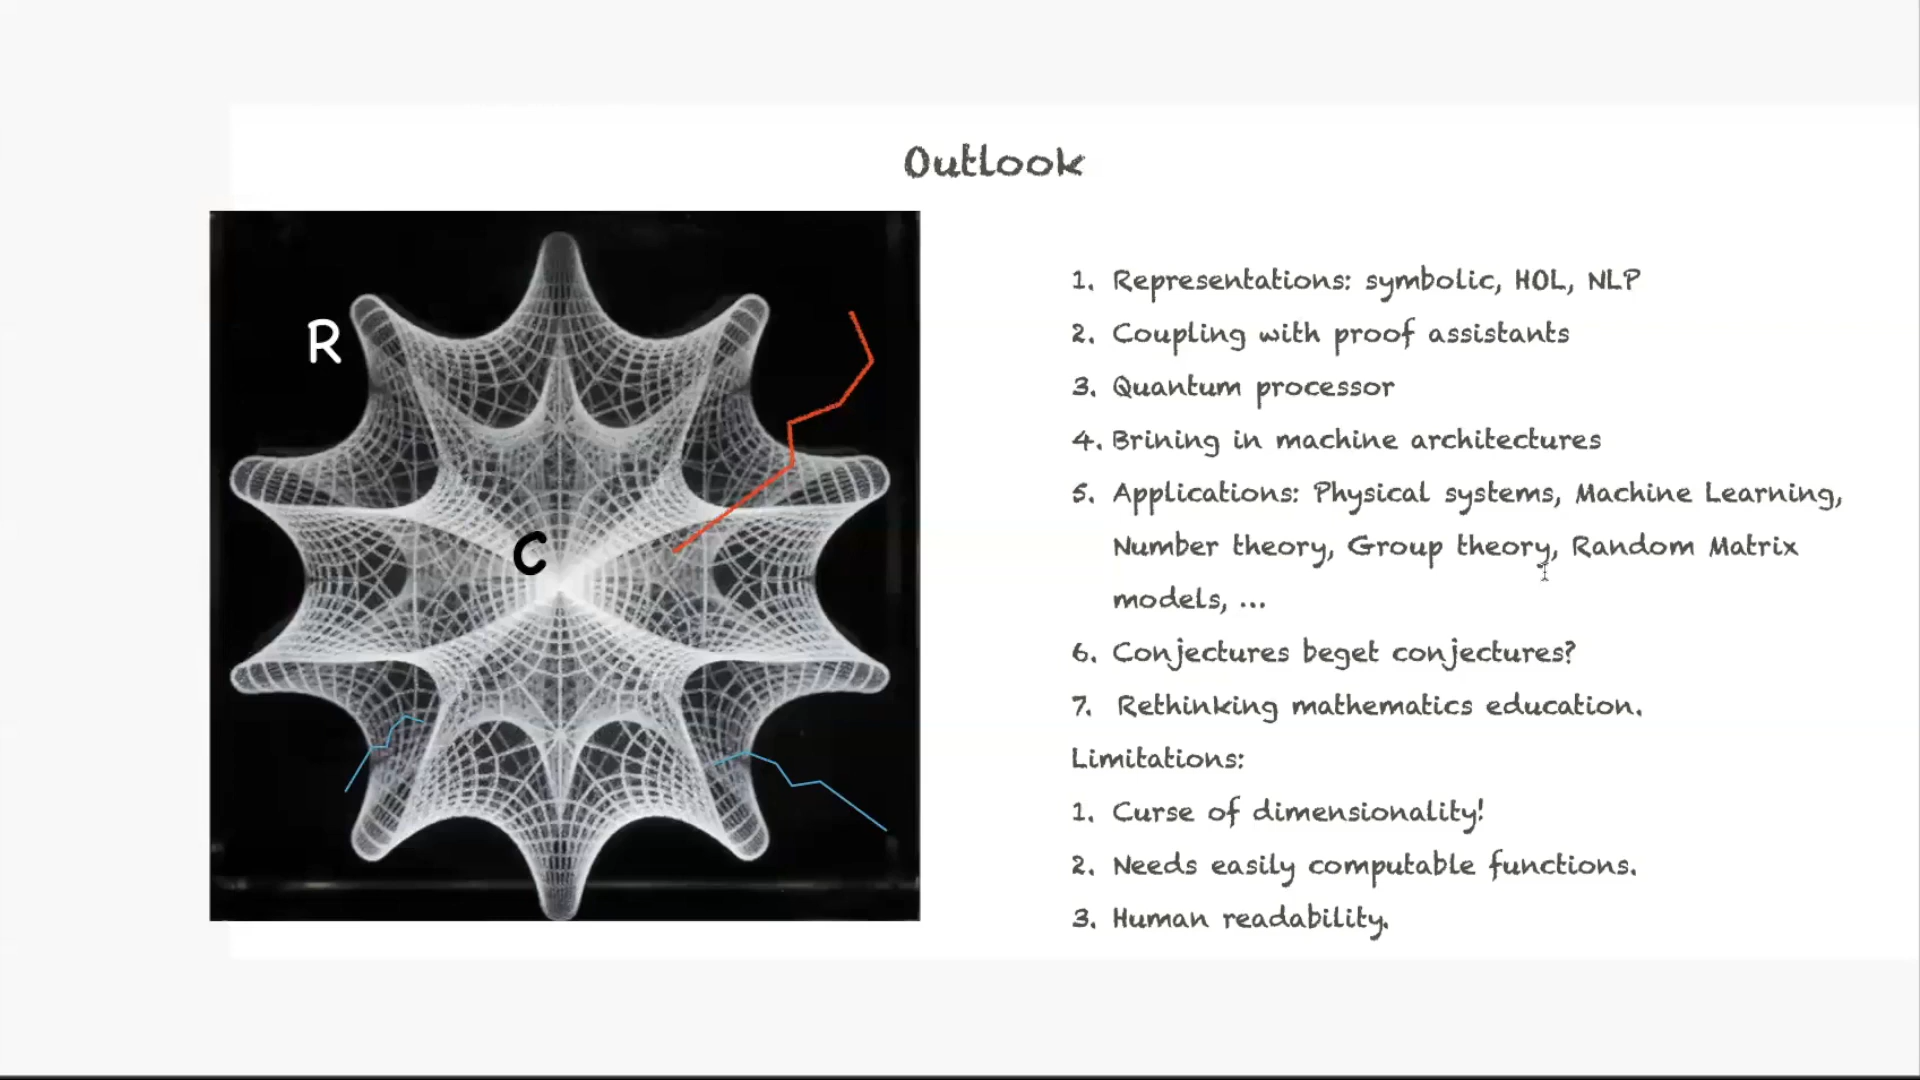 Outlook
R
C
1. Representations: symbolic, HOL, NLP
2. Coupling with proof assistants
3. Quantum processor
4. Brining in machine architectures
5. Applications: Physical systems, Machine Learning,
Number theory, Group theory, Random Matrix
models, ...
6. Conjectures beget conjectures?
7. Rethinking mathematics education.
Limitations:
1. Curse of dimensionality!
2. Needs easily computable functions.
3. Human readability.